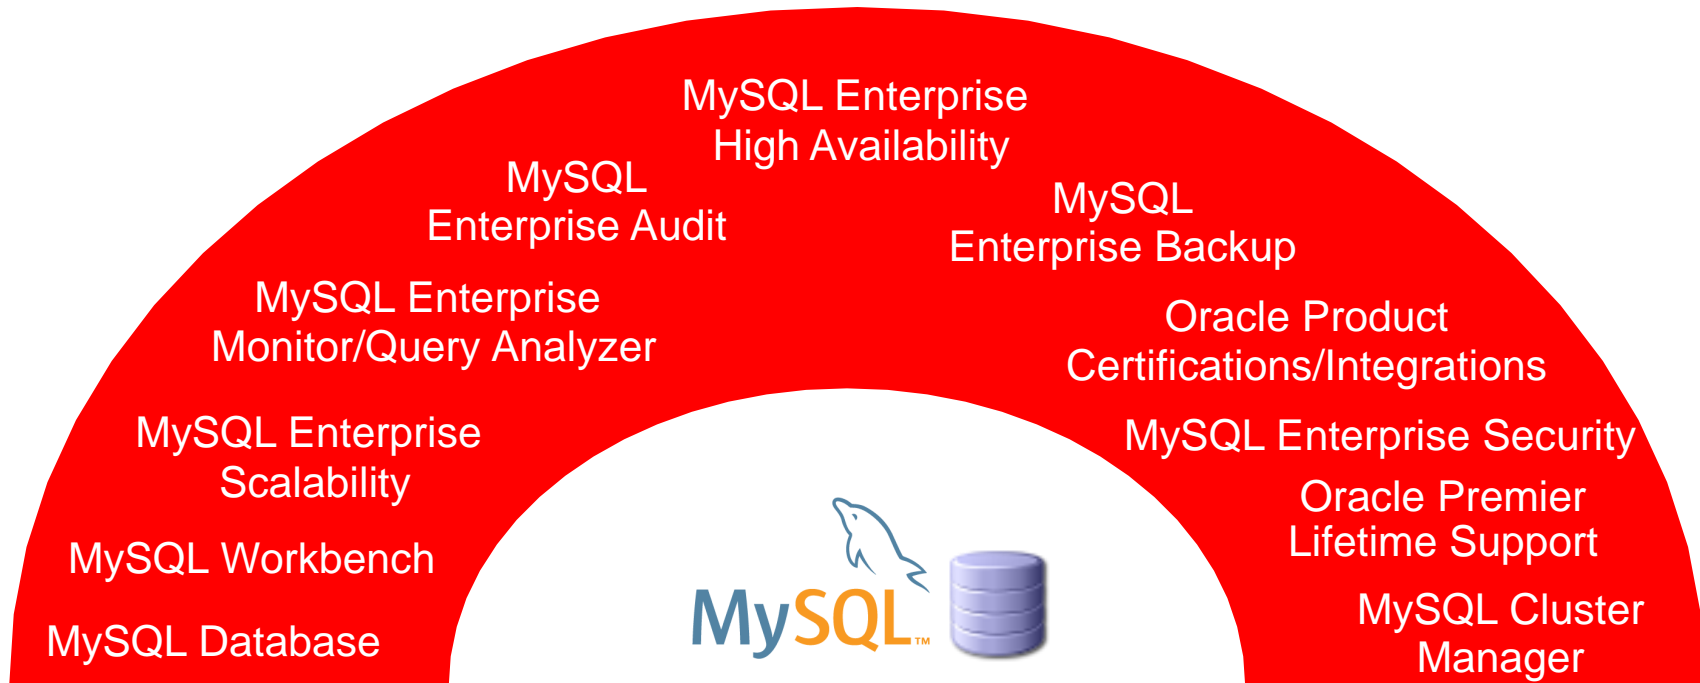 MySQL Enterprise
High Availability
MySQL
Enterprise Audit
MySQL
Enterprise Backup
MySQL Enterprise
Monitor/Query Analyzer
Oracle Product
Certifications/Integrations
MySQL Enterprise
Scalability
MySQL Enterprise Security
Oracle Premier
Lifetime Support
MySQL Workbench
MySQL Database
MySQL Cluster
Manager
MySQL™